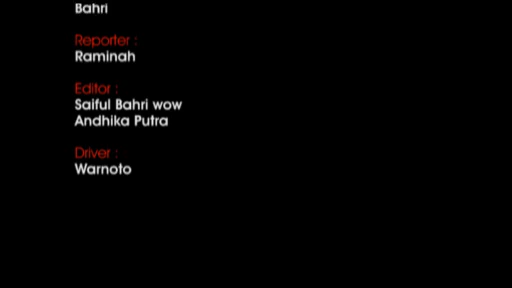 Bahri
Reporter :
Raminah
Editor :
Saiful Bahri wow
Andhika Putra
Driver :
Warnoto